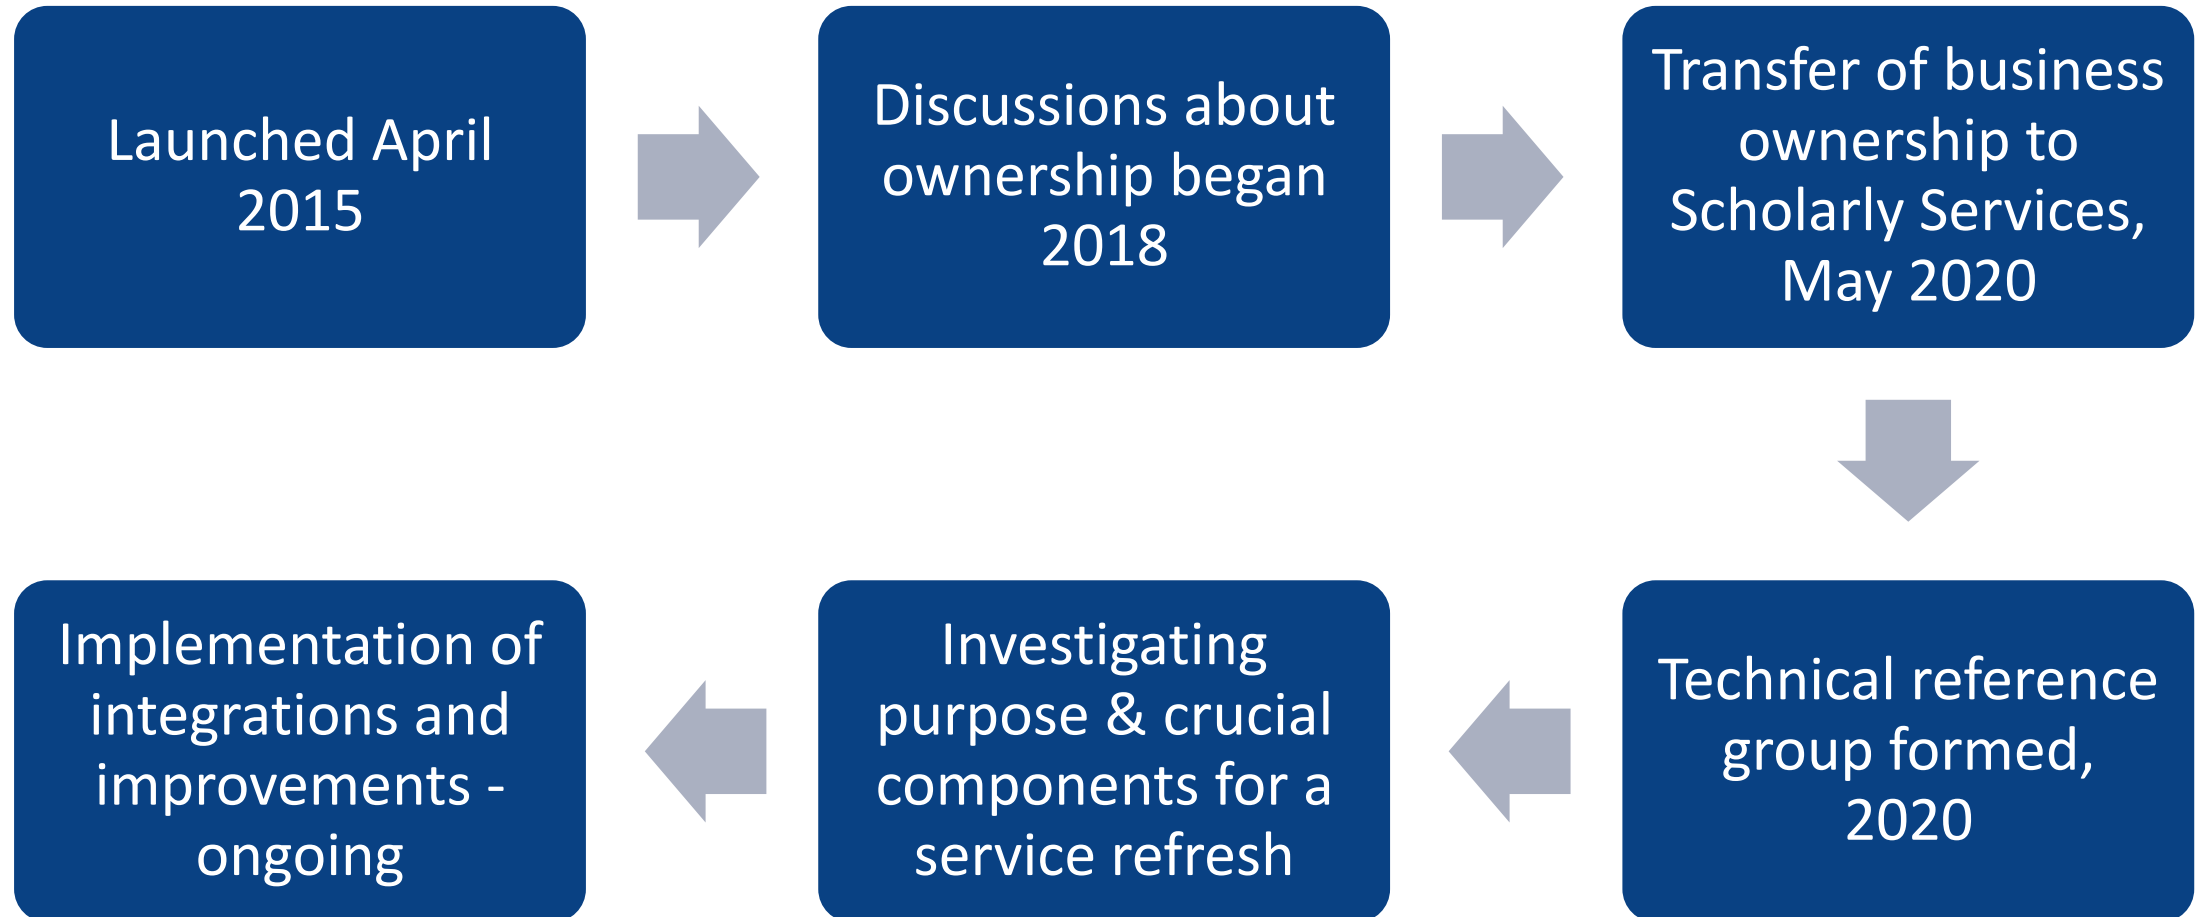 Launched April
2015
Discussions about
ownership began
2018
Transfer of business
ownership to
Scholarly Services,
May 2020
Technical reference
group formed,
2020
Investigating
purpose & crucial
components for a
service refresh
Implementation of
integrations and
improvements -
ongoing